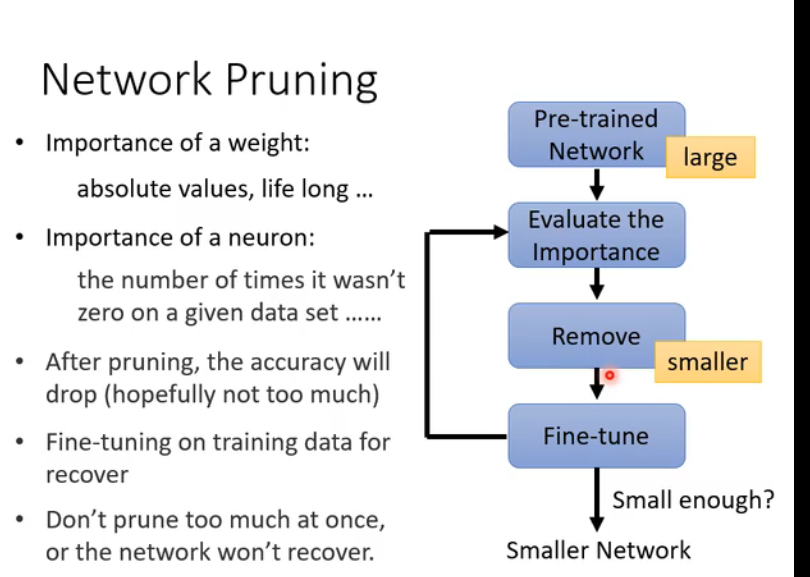 Network Pruning
• Importance of a weight:
absolute values, life long …
• Importance of a neuron:
the number of times it wasn’t
zero on a given data set ……
• After pruning, the accuracy will
drop (hopefully not too much)
• Fine-tuning on training data for
recover
• Don’t prune too much at once,
or the network won’t recover.
Pre-trained
Network
large
Evaluate the
Importance
Remove
smaller
Fine-tune
Small enough?
Smaller Network